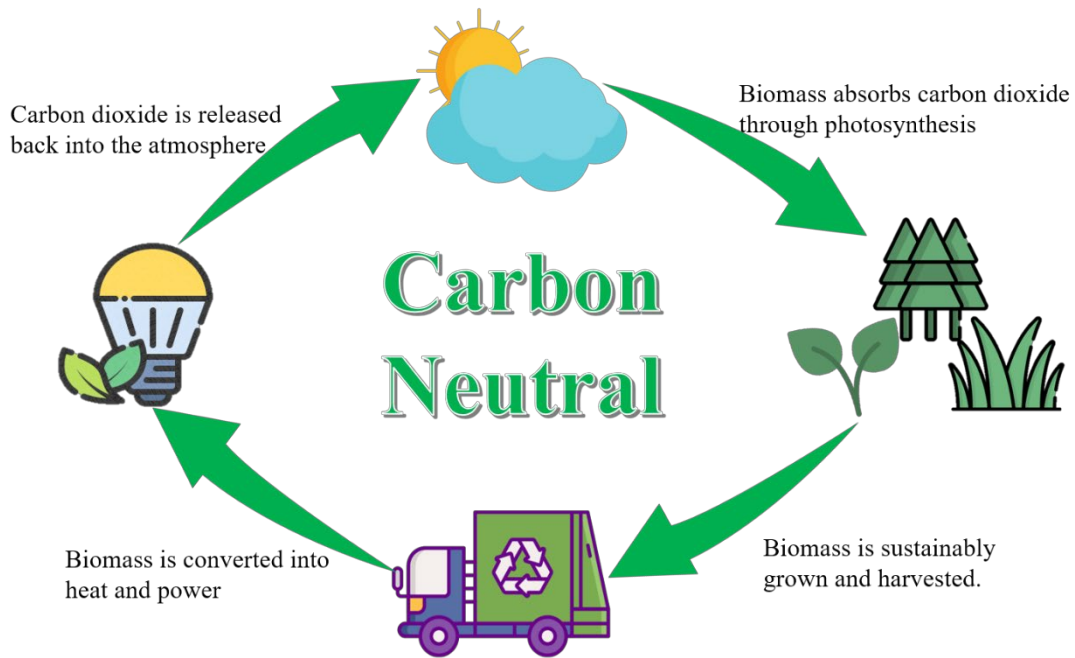 Carbon dioxide is released
back into the atmosphere
Biomass absorbs carbon dioxide
through photosynthesis
Carbon
Neutral
Biomass is converted into
heat and power
Biomass is sustainably
grown and harvested.